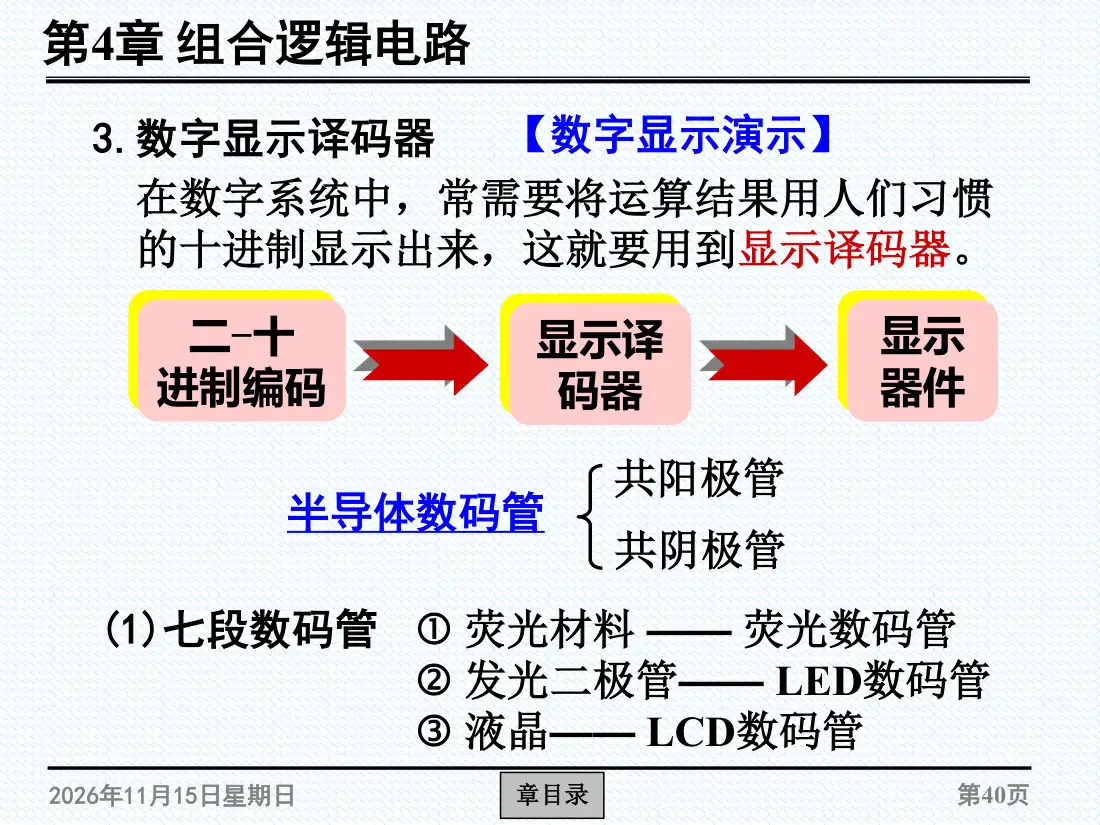 第4章 组合逻辑电路
3.数字显示译码器 【数字显示演示】
在数字系统中，常需要将运算结果用人们习惯
的十进制显示出来，这就要用到显示译码器。
二-十
进制编码
显示译
码器
显示
器件
半导体数码管
共阳极管
共阴极管
(1)七段数码管 ① 荧光材料 —— 荧光数码管
② 发光二极管—— LED数码管
③ 液晶—— LCD数码管
2026年11月15日星期日 章目录 第40页